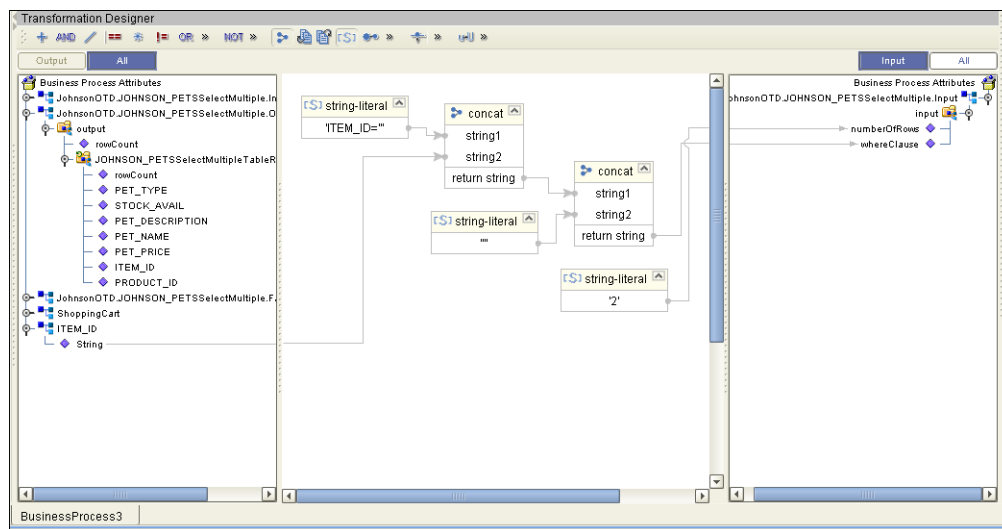 Transformation Designer
AND
OR »
NOT »
[S]
»
»
»
Output
All
Input
All
Business Process Attributes
JohnsonOTD.JOHNSON_PETSSelectMultiple.In
JohnsonOTD.JOHNSON_PETSSelectMultiple.O
output
rowCount
JOHNSON_PETSSelectMultipleTableR
rowCount
PET_TYPE
STOCK_AVAIL
PET_DESCRIPTION
PET_NAME
PET_PRICE
ITEM_ID
PRODUCT_ID
JohnsonOTD.JOHNSON_PETSSelectMultiple.F
ShoppingCart
ITEM_ID
String
[S] string-literal
'ITEM_ID="'
concat
string1
string2
return string
concat
string1
string2
return string
[S] string-literal
[S] string-literal
'2'
Business Process Attributes
ohnsonOTD.JOHNSON_PETSSelectMultiple.Input
input
numberOfRows
whereClause
BusinessProcess3